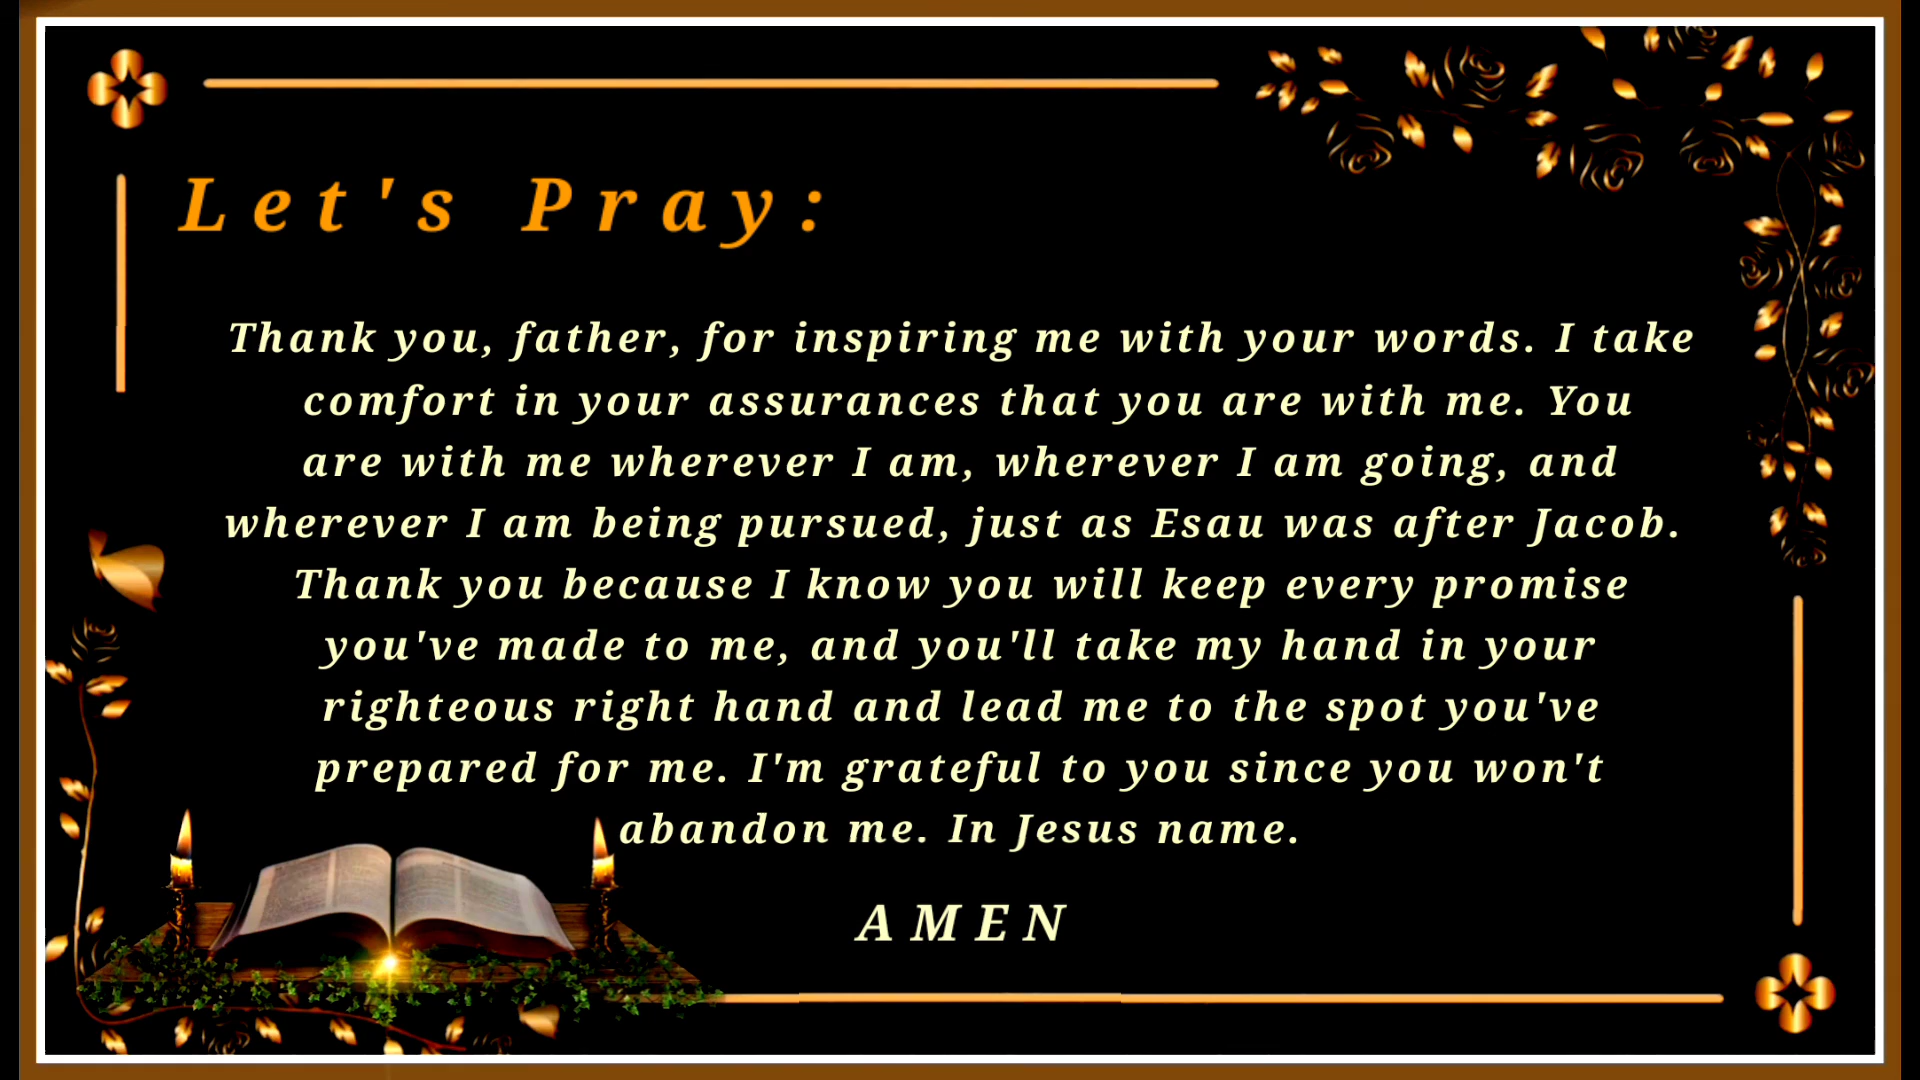 Let's Pray:
Thank you, father, for inspiring me with your words. I take
comfort in your assurances that you are with me. You
are with me wherever I am, wherever I am going, and
wherever I am being pursued, just as Esau was after Jacob.
Thank you because I know you will keep every promise
you've made to me, and you'll take my hand in your
righteous right hand and lead me to the spot you've
prepared for me. I'm grateful to you since you won't
abandon me. In Jesus name.
AMEN